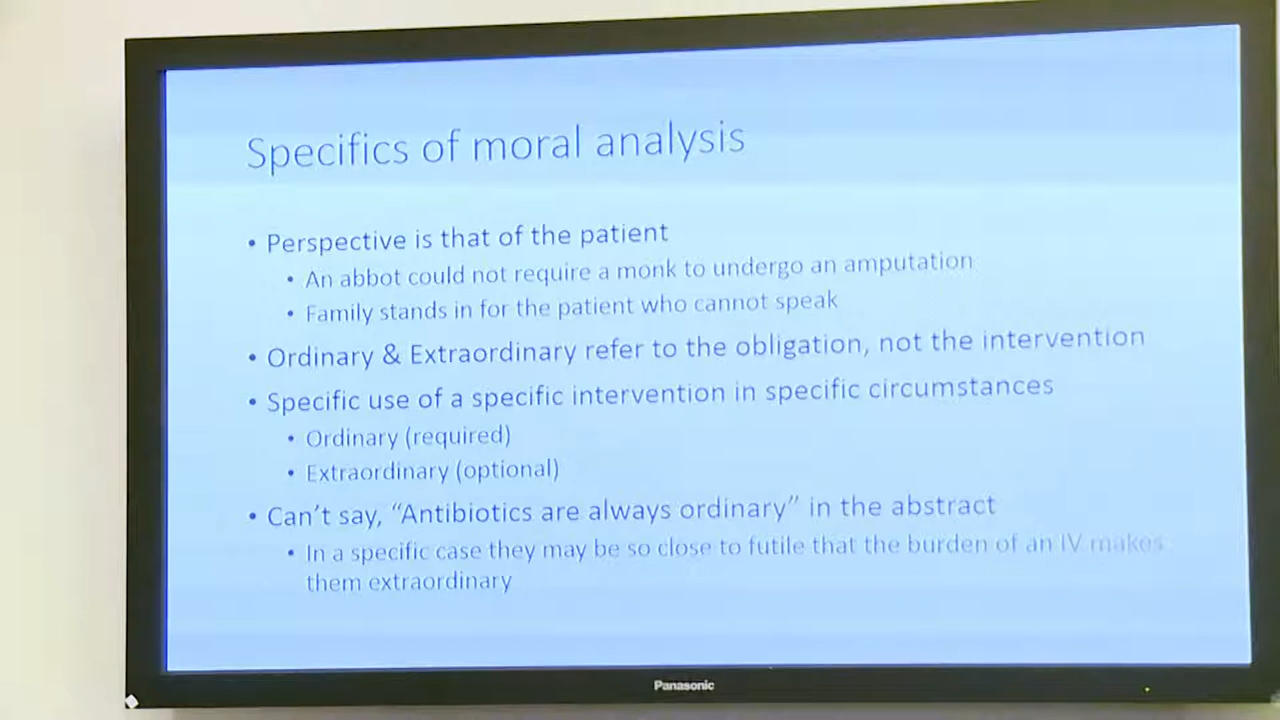 Specifics of moral analysis
• Perspective is that of the patient
• An abbot could not require a monk to undergo an amputation
• Family stands in for the patient who cannot speak
• Ordinary & Extraordinary refer to the obligation, not the intervention
• Specific use of a specific intervention in specific circumstances
• Ordinary (required)
• Extraordinary (optional)
• Can't say, “Antibiotics are always ordinary” in the abstract
• In a specific case they may be so close to futile that the burden of an IV makes
them extraordinary
Panasonic